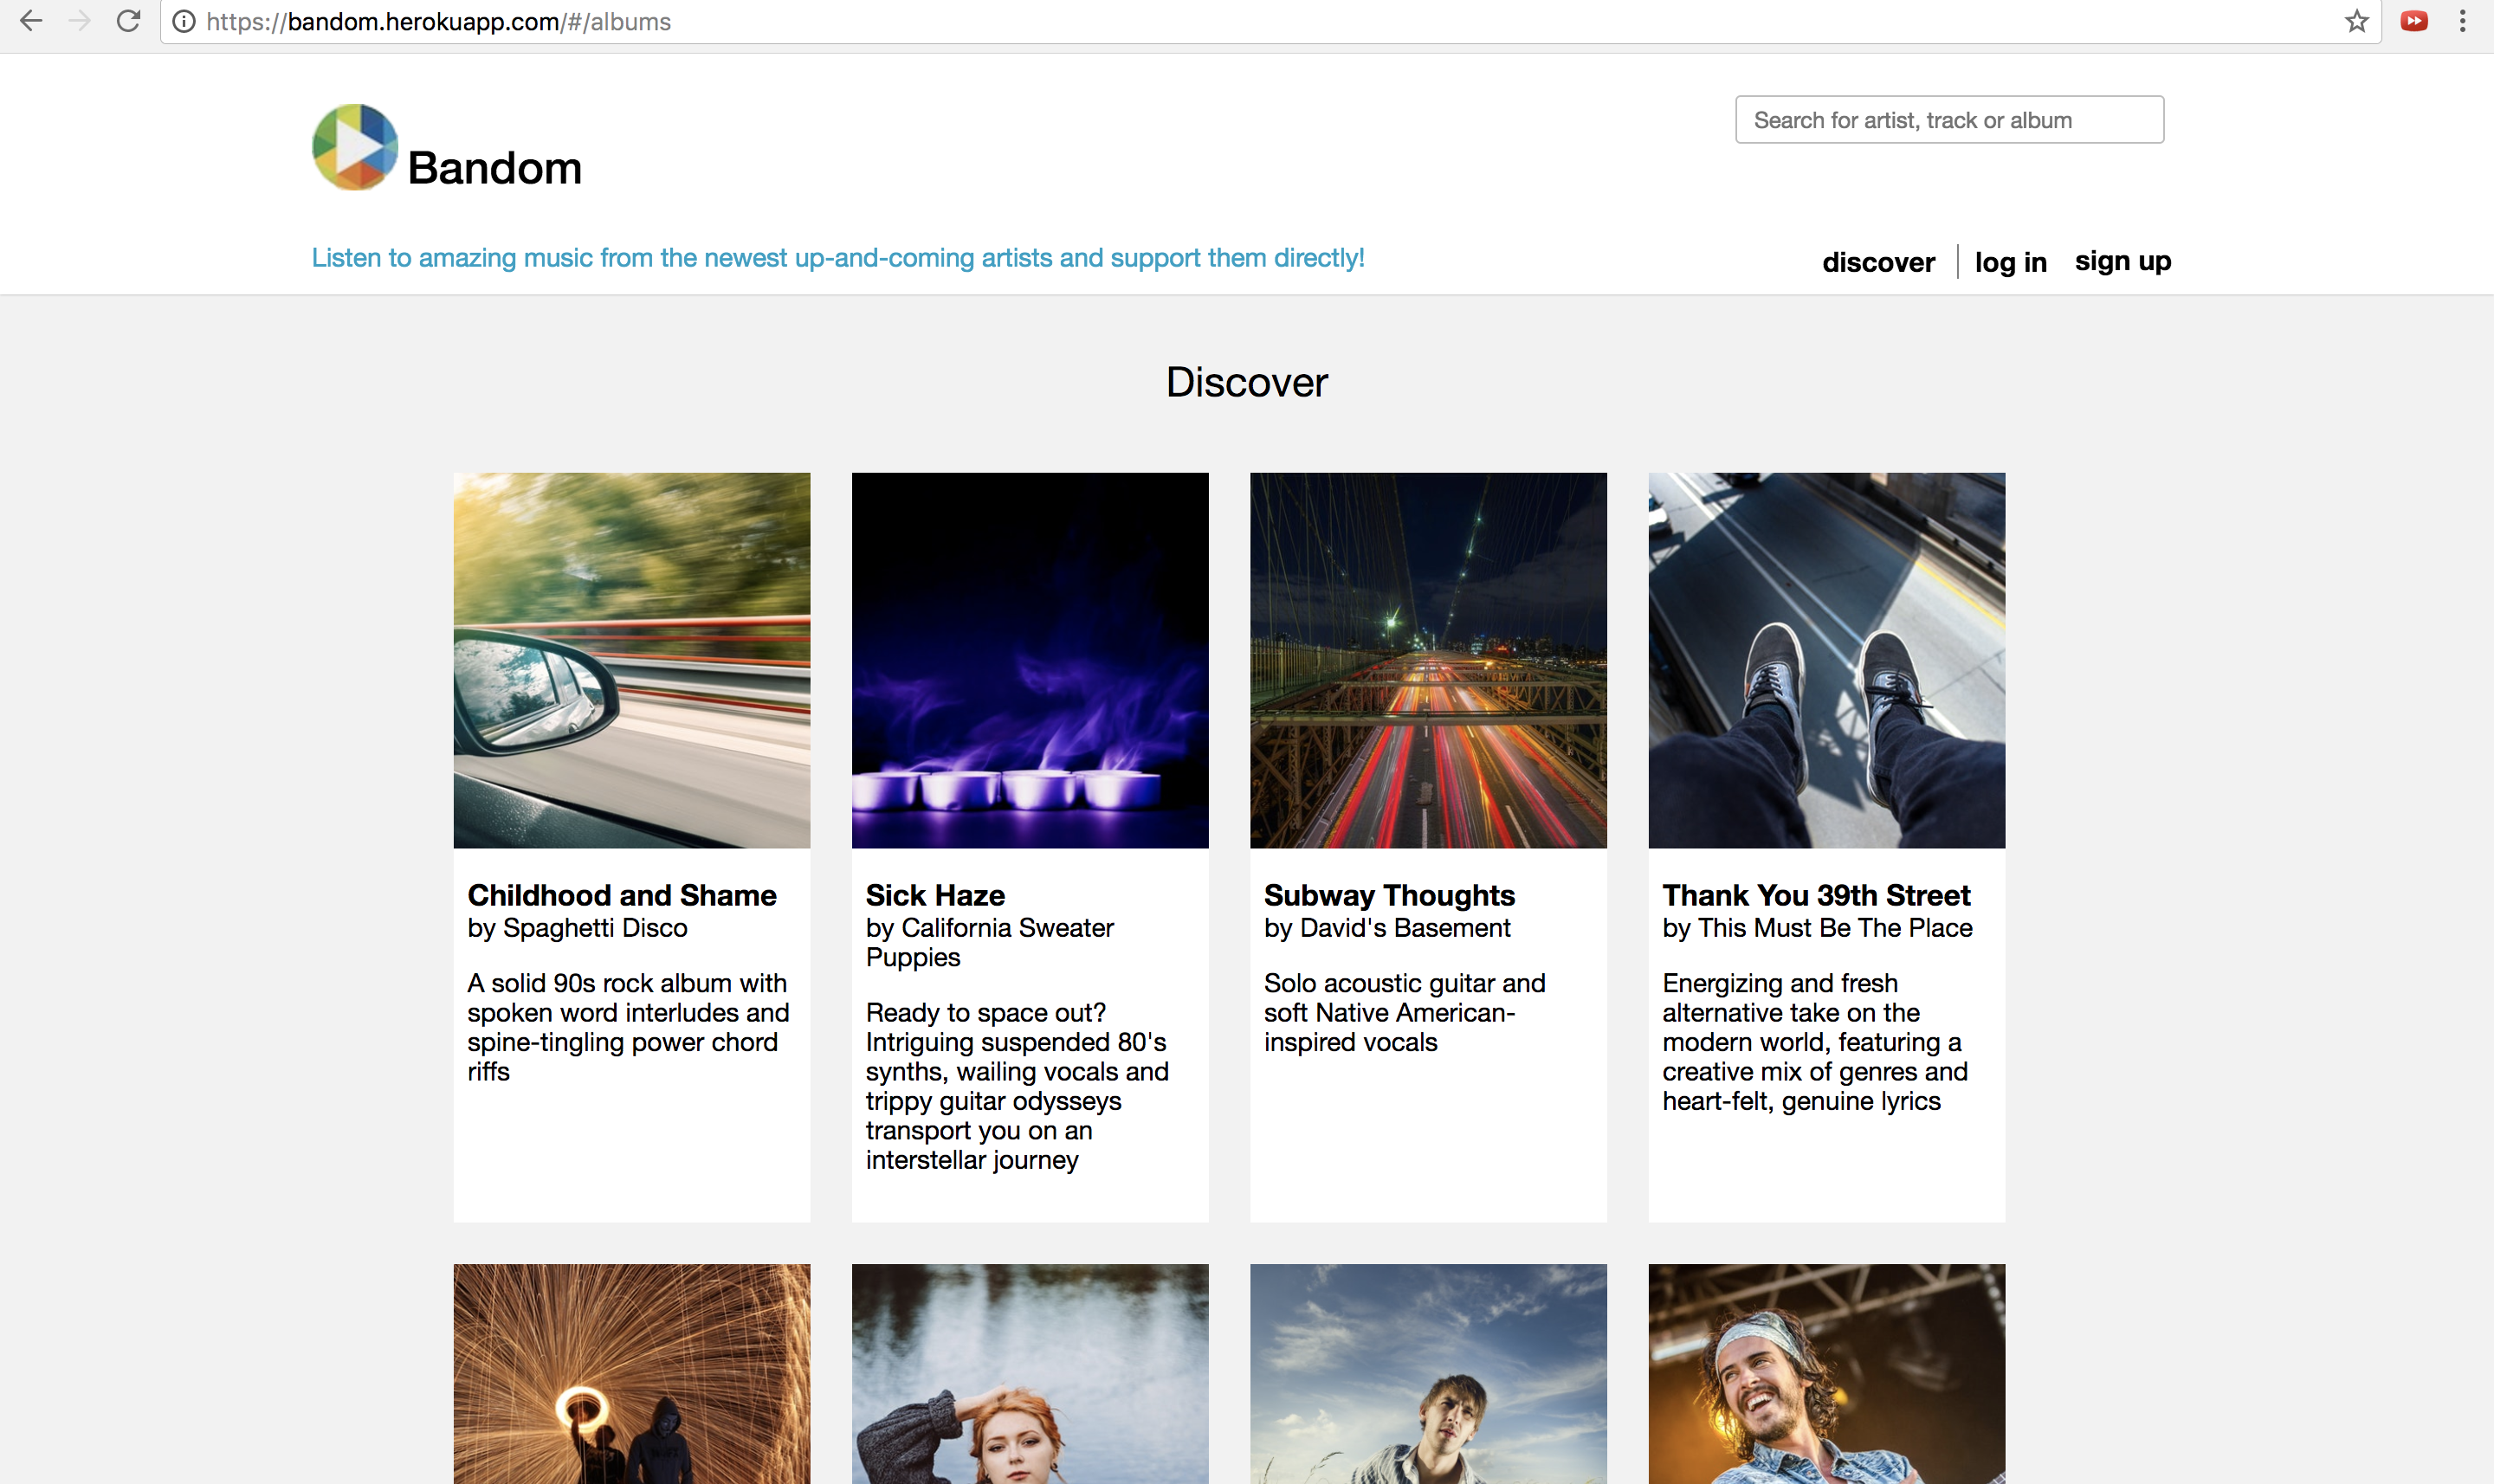 https://bandom.herokuapp.com/#/albums
Search for artist, track or album
Bandom
Listen to amazing music from the newest up-and-coming artists and support them directly!
discover
log in
sign up
Discover
Childhood and Shame
by Spaghetti Disco
A solid 90s rock album with
spoken word interludes and
spine-tingling power chord
riffs
Sick Haze
by California Sweater
Puppies
Ready to space out?
Intriguing suspended 80's
synths, wailing vocals and
trippy guitar odysseys
transport you on an
interstellar journey
Subway Thoughts
by David's Basement
Solo acoustic guitar and
soft Native American-
inspired vocals
Thank You 39th Street
by This Must Be The Place
Energizing and fresh
alternative take on the
modern world, featuring a
creative mix of genres and
heart-felt, genuine lyrics